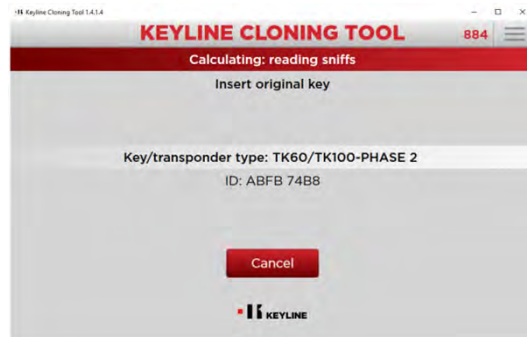 Keyline Cloning Tool 1.4.1.4
KEYLINE CLONING TOOL 884
Calculating: reading sniffs
Insert original key
Key/transponder type: TK60/TK100-PHASE 2
ID: ABFB 74B8
Cancel
KEYLINE